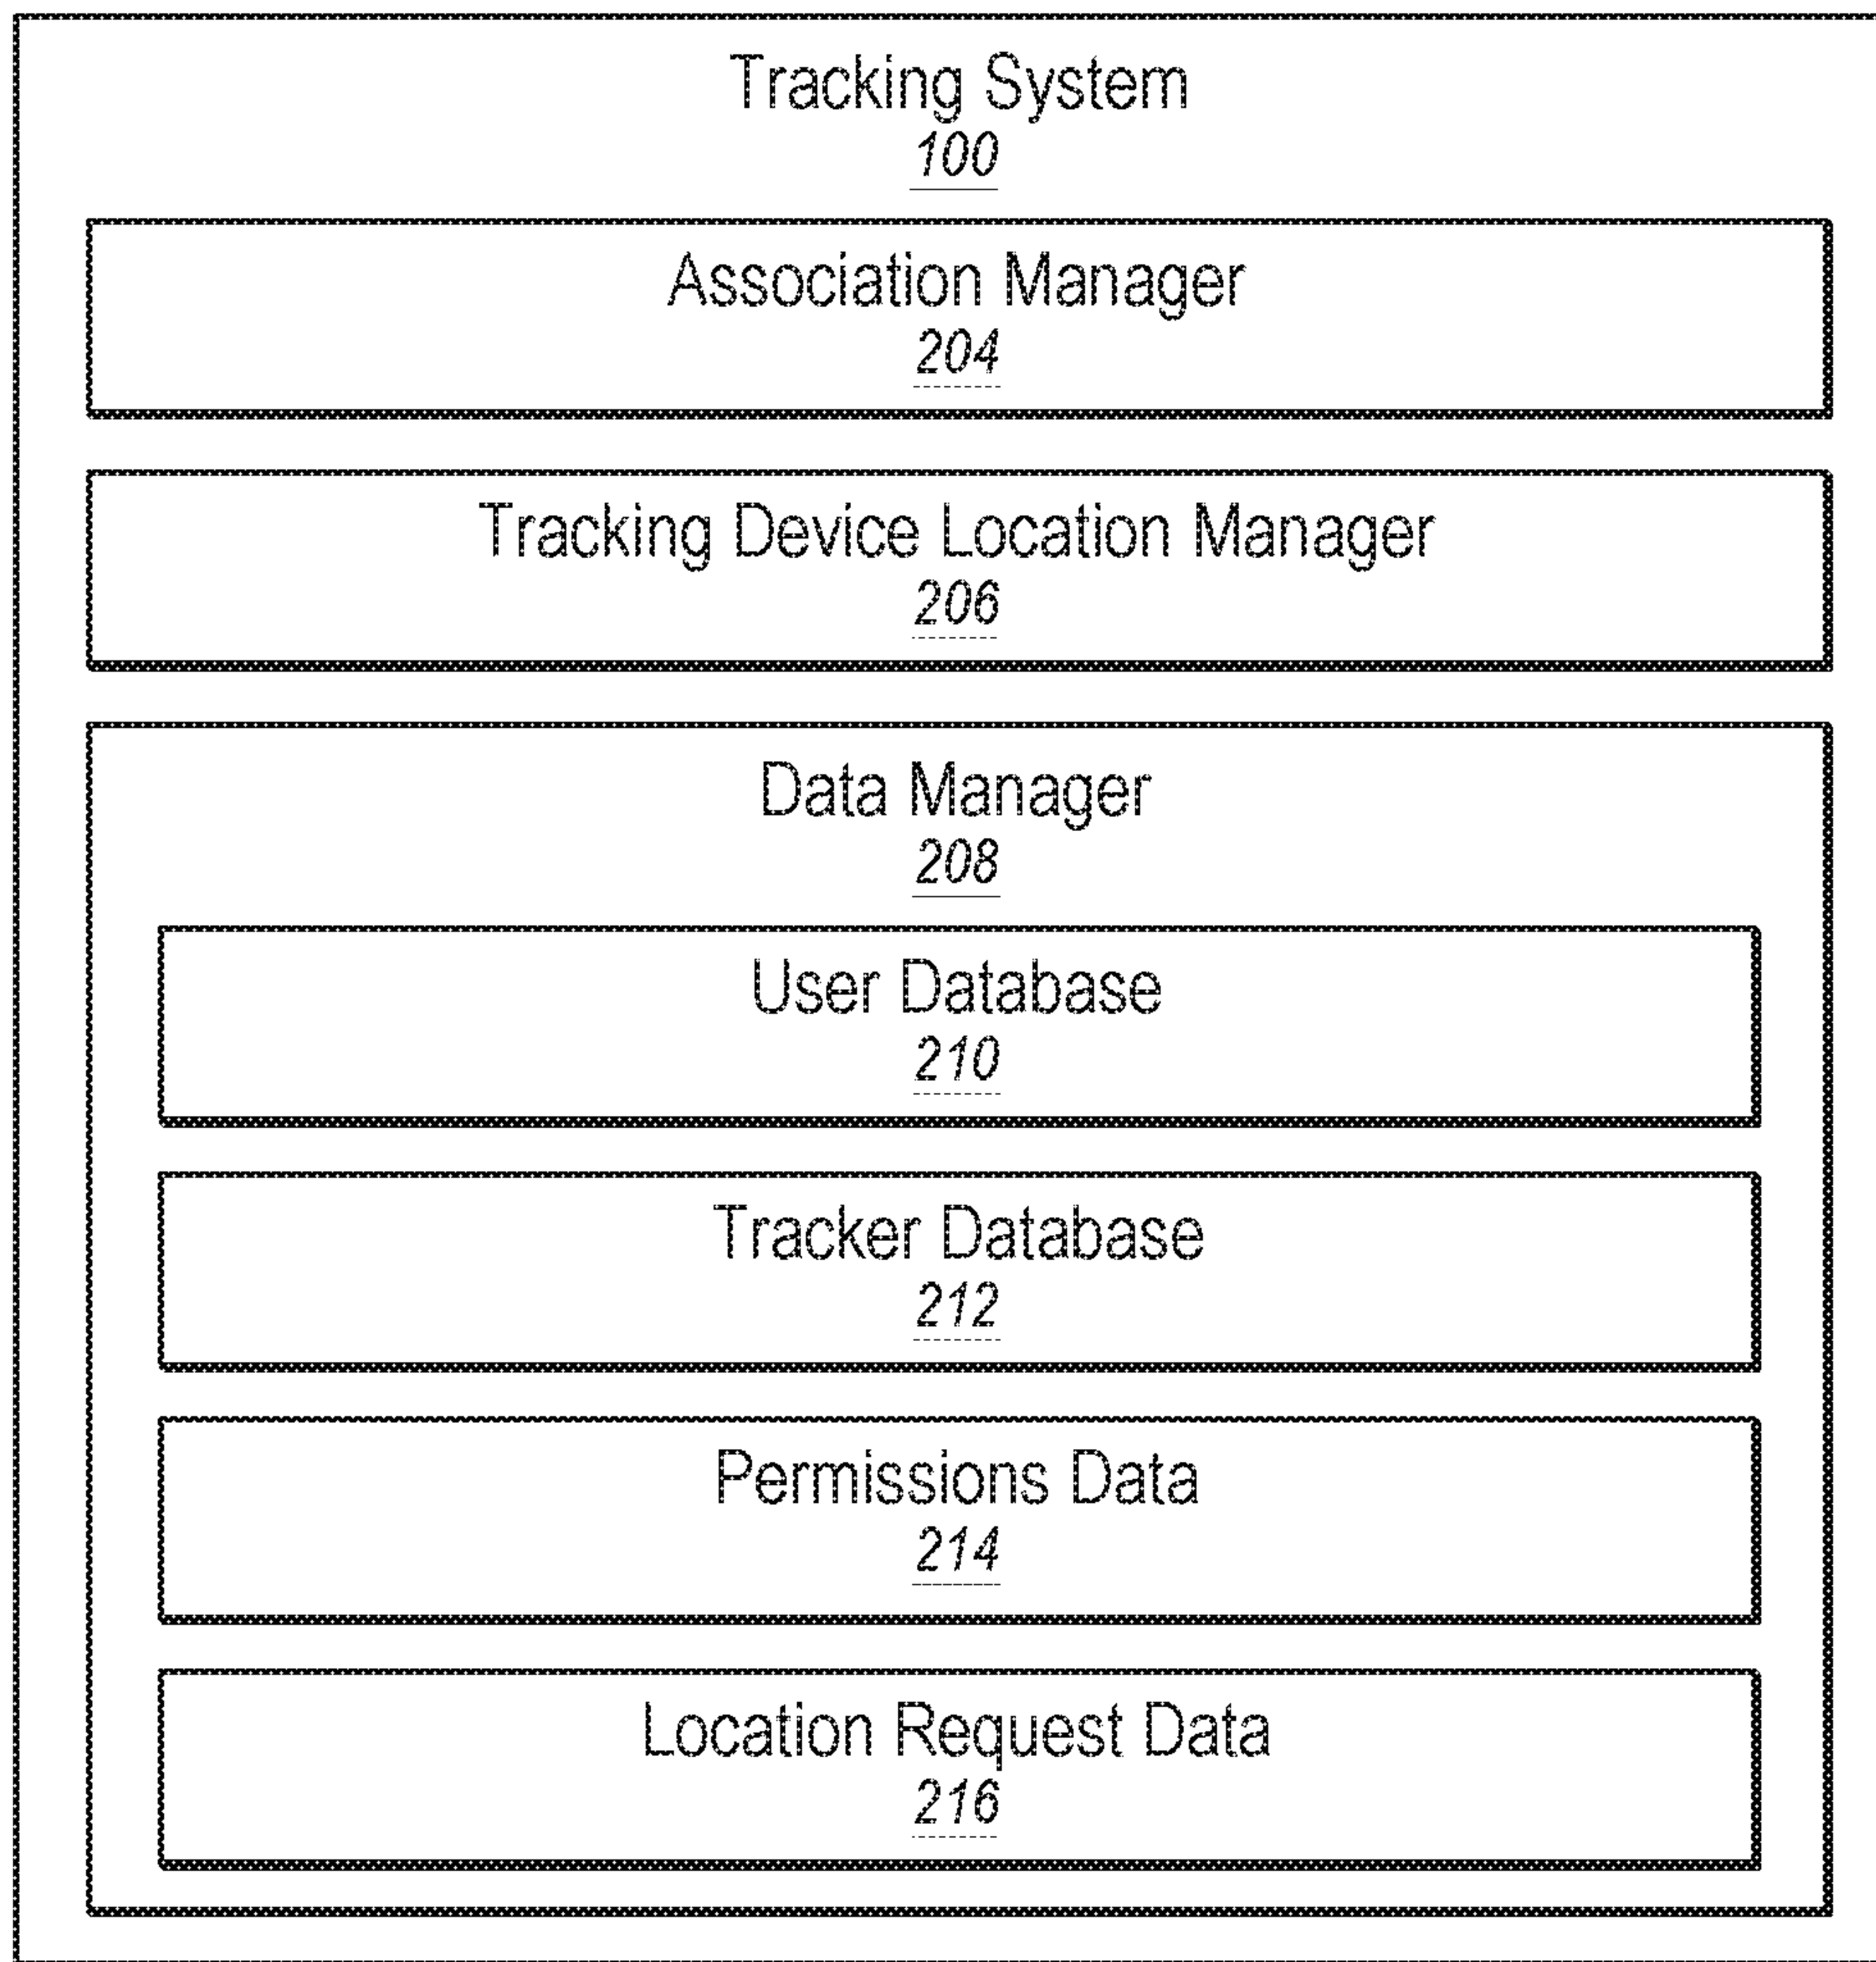 Tracking System
100
Association Manager
204
Tracking Device Location Manager
206
Data Manager
208
User Database
210
Tracker Database
212
Permissions Data
214
Location Request Data
216